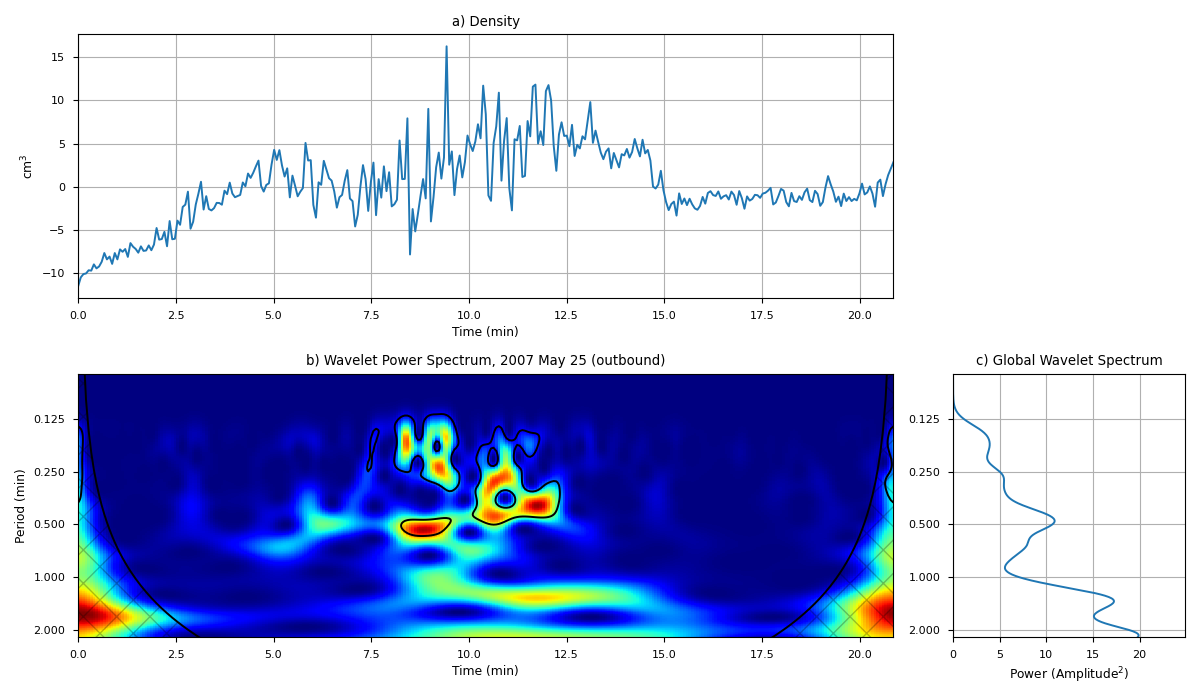 a) Density
cm³
15
10
5
0
−5
−10
0.0 2.5 5.0 7.5 10.0 12.5 15.0 17.5 20.0
Time (min)
b) Wavelet Power Spectrum, 2007 May 25 (outbound)
Period (min)
0.125
0.250
0.500
1.000
2.000
0.0 2.5 5.0 7.5 10.0 12.5 15.0 17.5 20.0
Time (min)
c) Global Wavelet Spectrum
0.125
0.250
0.500
1.000
2.000
0 5 10 15 20
Power (Amplitude²)